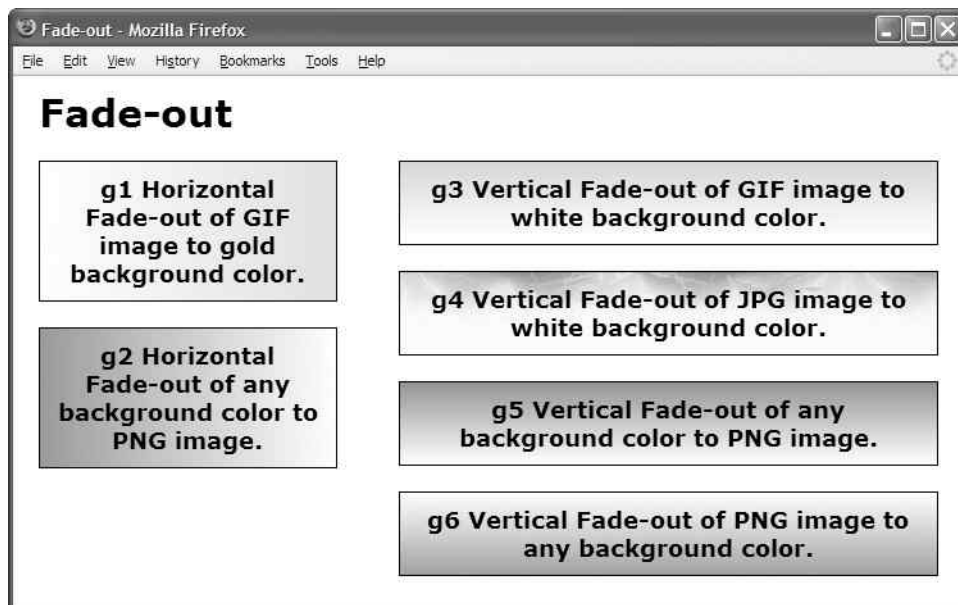 Fade-out - Mozilla Firefox
File Edit View History Bookmarks Tools Help
Fade-out
g1 Horizontal
Fade-out of GIF
image to gold
background color.
g2 Horizontal
Fade-out of any
background color to
PNG image.
g3 Vertical Fade-out of GIF image to
white background color.
g4 Vertical Fade-out of JPG image to
white background color.
g5 Vertical Fade-out of any
background color to PNG image.
g6 Vertical Fade-out of PNG image to
any background color.